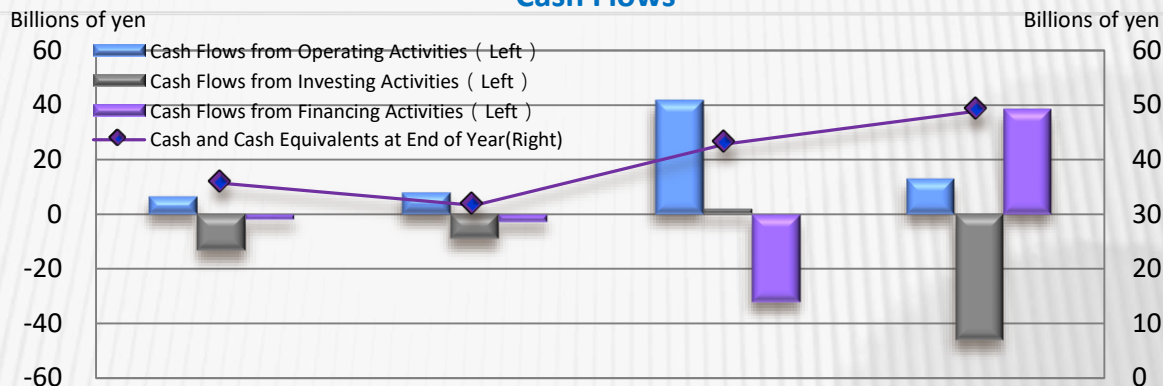 Cash Flows
Billions of yen Billions of yen
60 Cash Flows from Operating Activities（Left） 60
Cash Flows from Investing Activities（Left）
40 50
Cash Flows from Financing Activities（Left）
Cash and Cash Equivalents at End of Year(Right)
20 40
0 30
-20 20
-40 10
-60 0